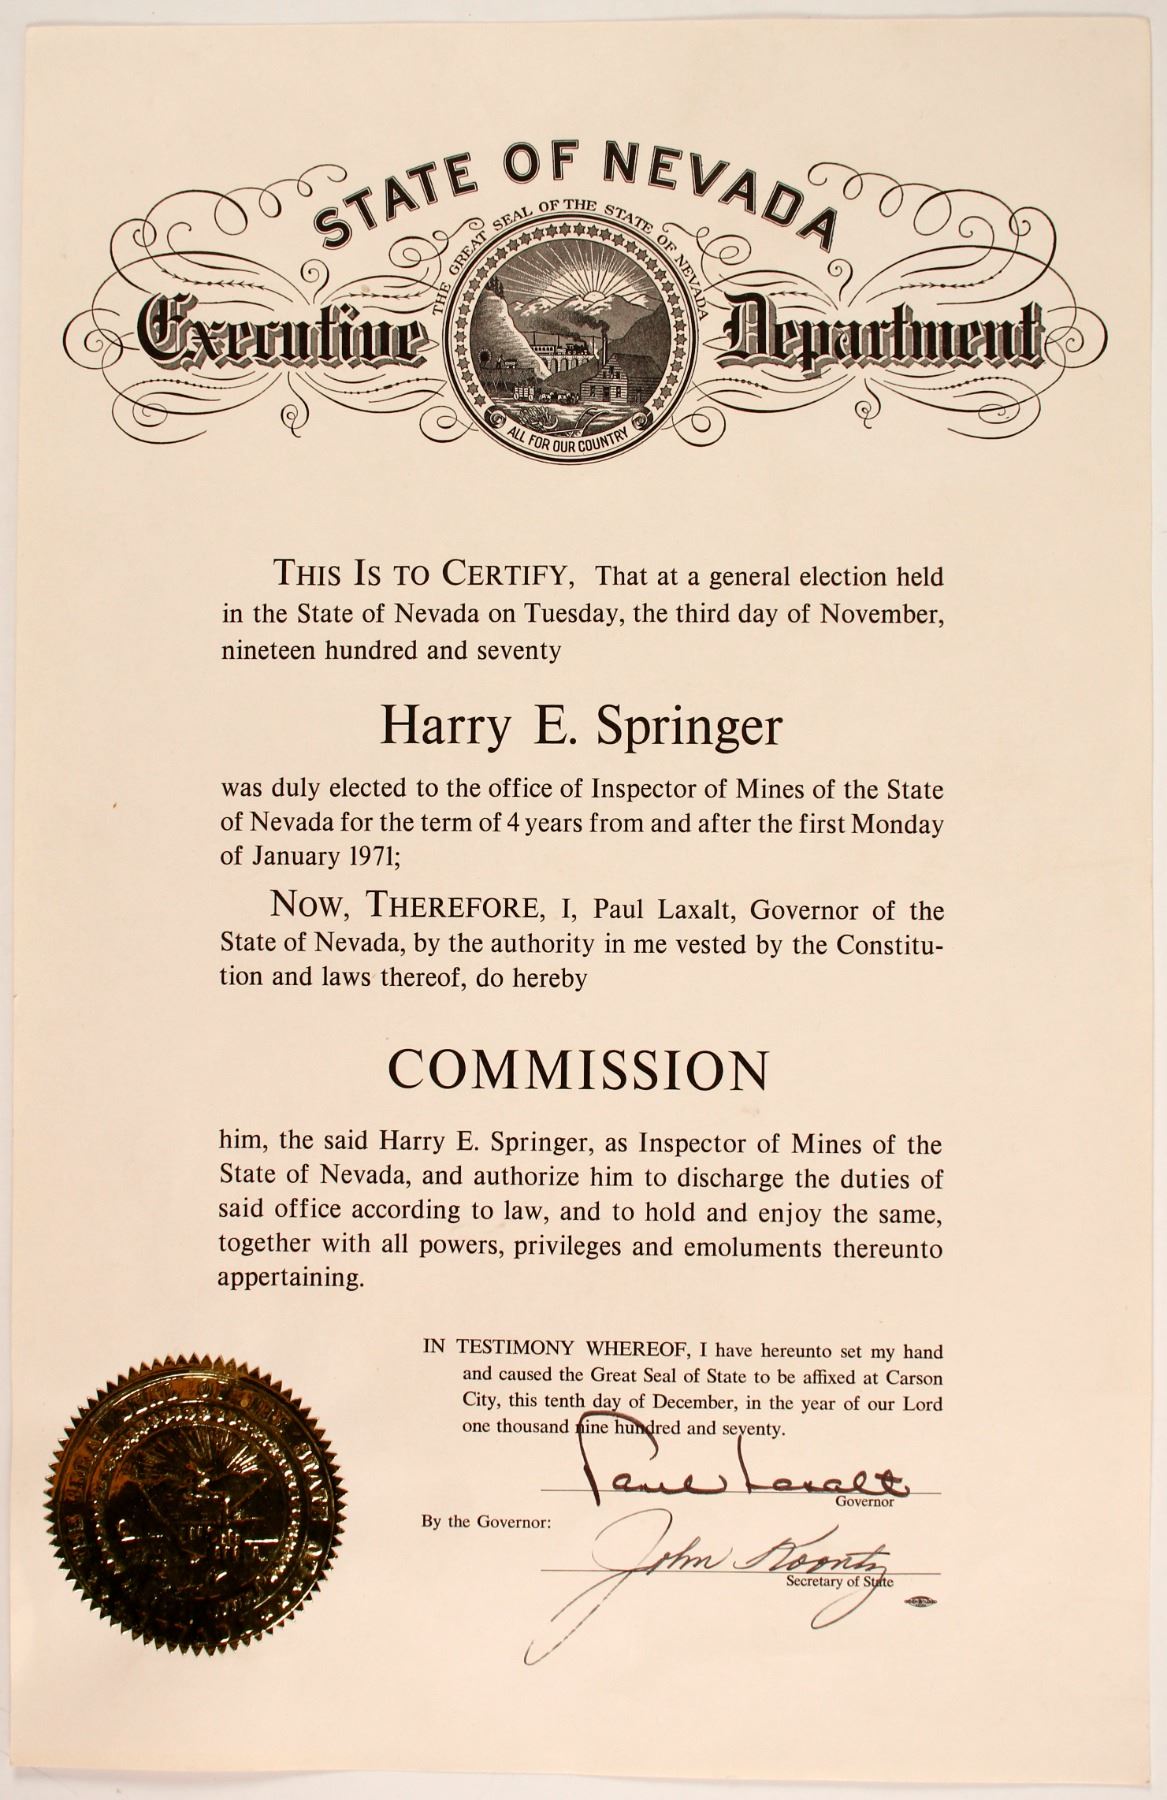 STATE OF NEVADA
THE GREAT SEAL OF THE STATE OF NEVADA
Executive Department
ALL FOR OUR COUNTRY
THIS IS TO CERTIFY, That at a general election held
in the State of Nevada on Tuesday, the third day of November,
nineteen hundred and seventy
Harry E. Springer
was duly elected to the office of Inspector of Mines of the State
of Nevada for the term of 4 years from and after the first Monday
of January 1971;
NOW, THEREFORE, I, Paul Laxalt, Governor of the
State of Nevada, by the authority in me vested by the Constitu-
tion and laws thereof, do hereby
COMMISSION
him, the said Harry E. Springer, as Inspector of Mines of the
State of Nevada, and authorize him to discharge the duties of
said office according to law, and to hold and enjoy the same,
together with all powers, privileges and emoluments thereunto
appertaining.
IN TESTIMONY WHEREOF, I have hereunto set my hand
and caused the Great Seal of State to be affixed at Carson
City, this tenth day of December, in the year of our Lord
one thousand nine hundred and seventy.
Paul Laxalt
Governor
By the Governor:
John Koontz
Secretary of State